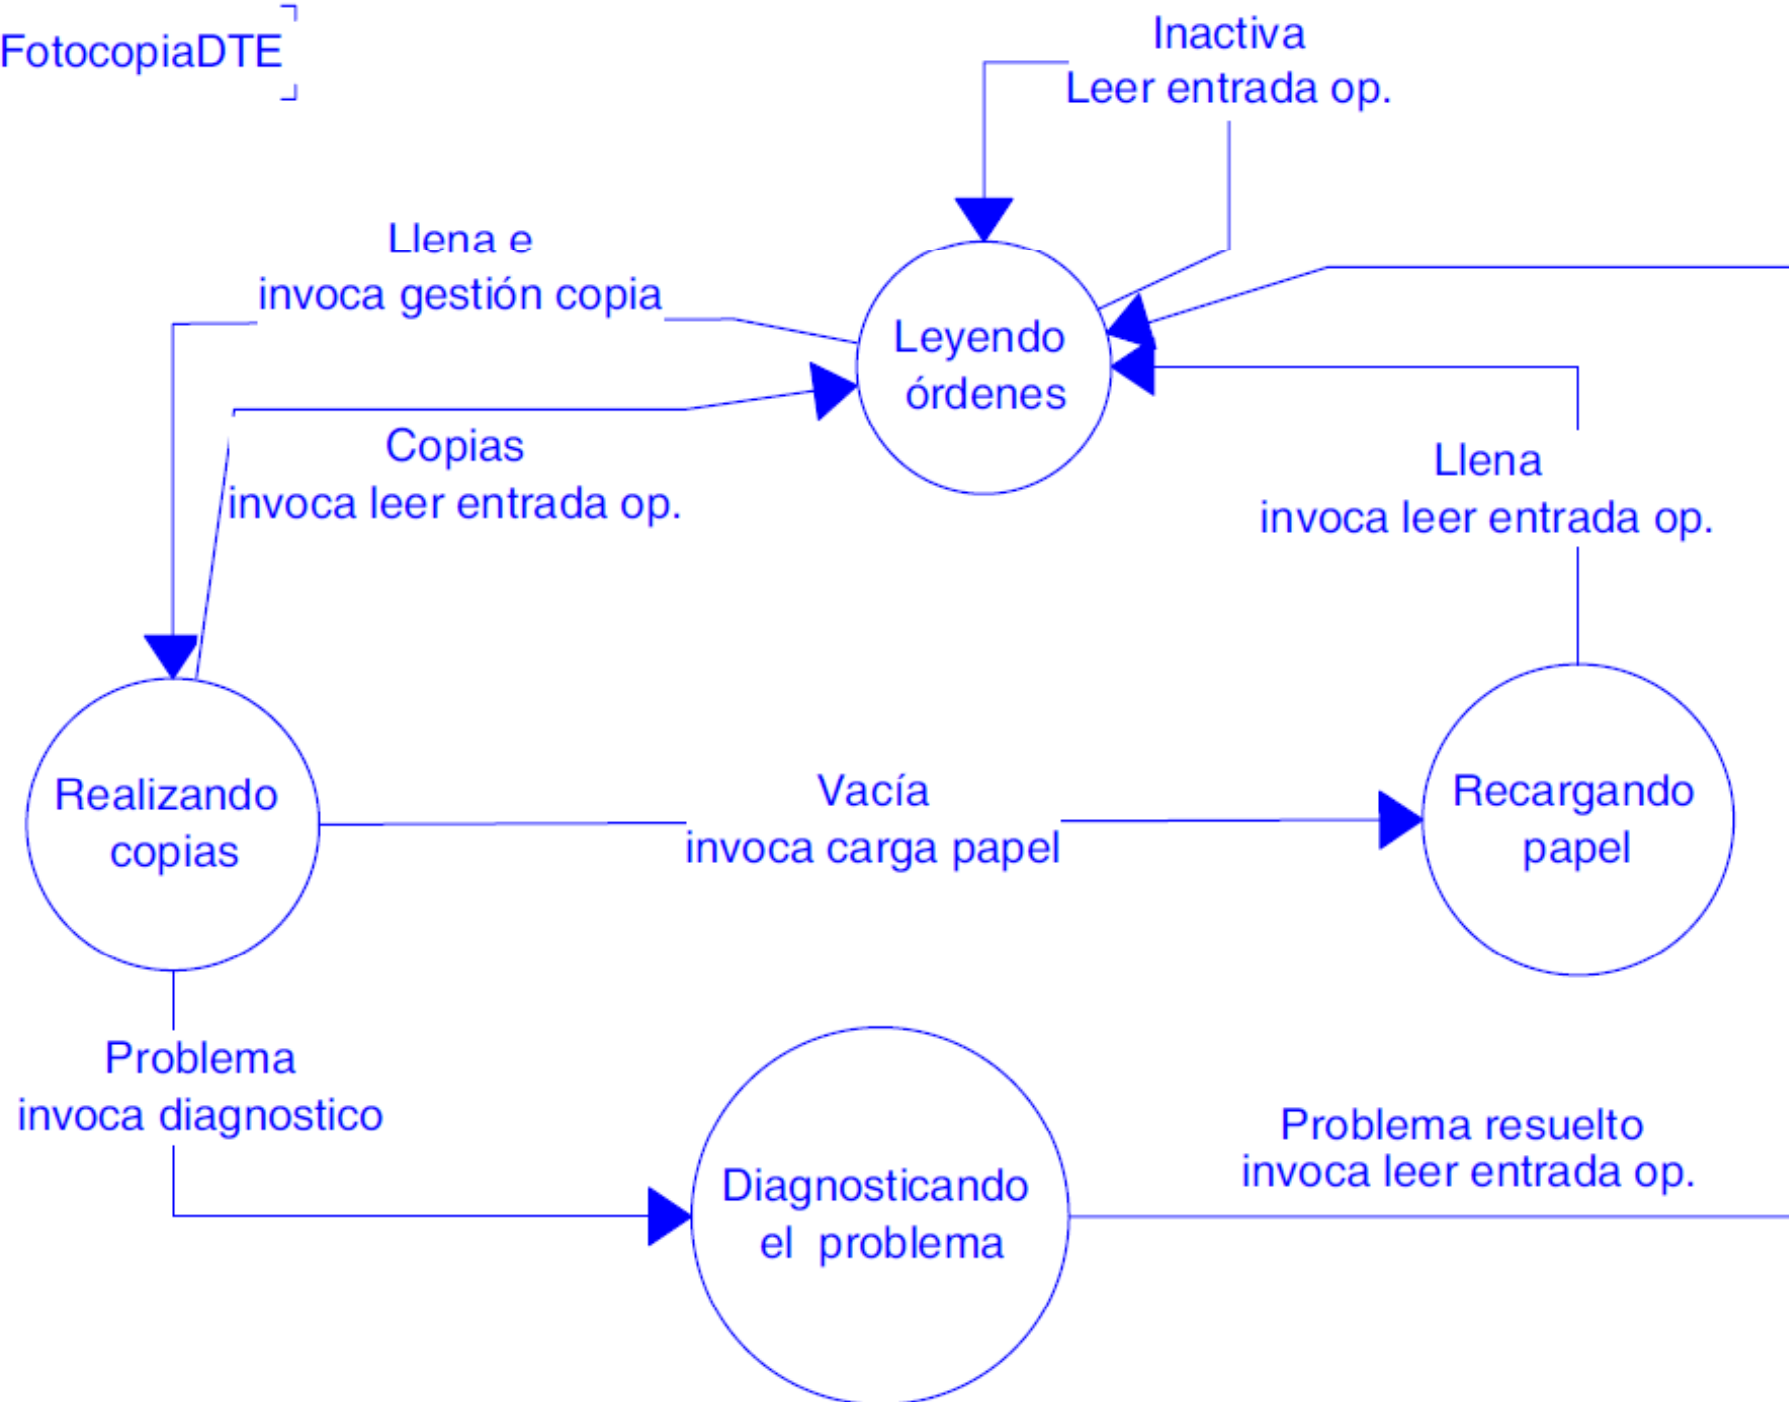 FotocopiaDTE
Inactiva
Leer entrada op.
Llena e
invoca gestión copia
Leyendo
órdenes
Copias
invoca leer entrada op.
Llena
invoca leer entrada op.
Realizando
copias
Vacía
invoca carga papel
Recargando
papel
Problema
invoca diagnostico
Diagnosticando
el problema
Problema resuelto
invoca leer entrada op.